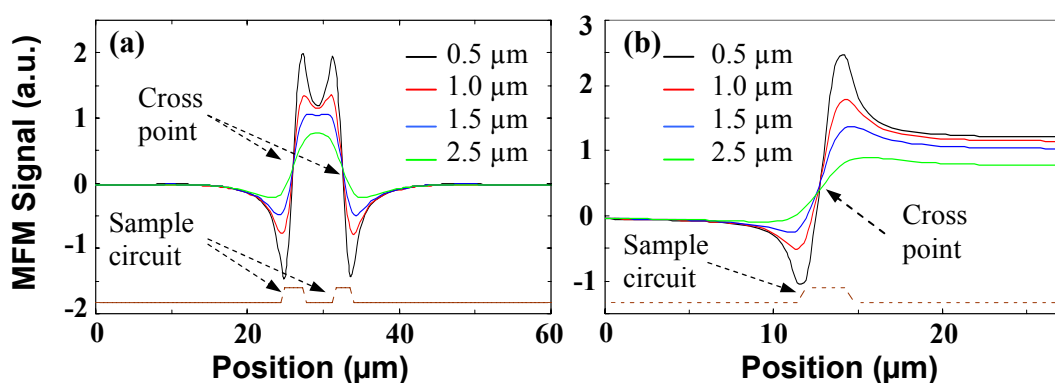 MFM Signal (a.u.)
(a)
2
1
0
-1
-2
0
20
40
60
Position (µm)
Cross
point
Sample
circuit
0.5 µm
1.0 µm
1.5 µm
2.5 µm
(b)
3
2
1
0
-1
0
10
20
Position (µm)
0.5 µm
1.0 µm
1.5 µm
2.5 µm
Sample
circuit
Cross
point